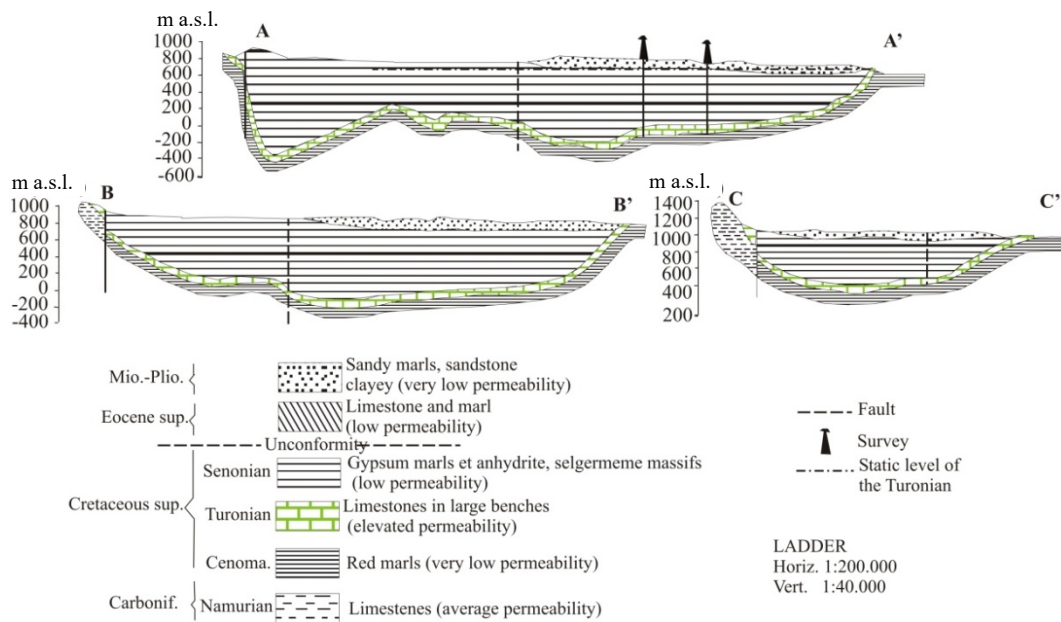 m a.s.l.
A
A'
1000
800
600
400
200
0
-200
-400
-600
m a.s.l.
B
B'
1000
800
600
400
200
0
-200
-400
m a.s.l.
C
C'
1400
1200
1000
800
600
400
200
Mio.-Plio.
Sandy marls, sandstone
clayey (very low permeability)
Eocene sup.
Limestone and marl
(low permeability)
Unconformity
Cretaceous sup.
Senonian
Gypsum marls et anhydrite, selgermeme massifs
(low permeability)
Turonian
Limestones in large benches
(elevated permeability)
Cenoma.
Red marls (very low permeability)
Carbonif.
Namurian
Limestenes (average permeability)
Fault
Survey
Static level of
the Turonian
LADDER
Horiz. 1:200.000
Vert. 1:40.000